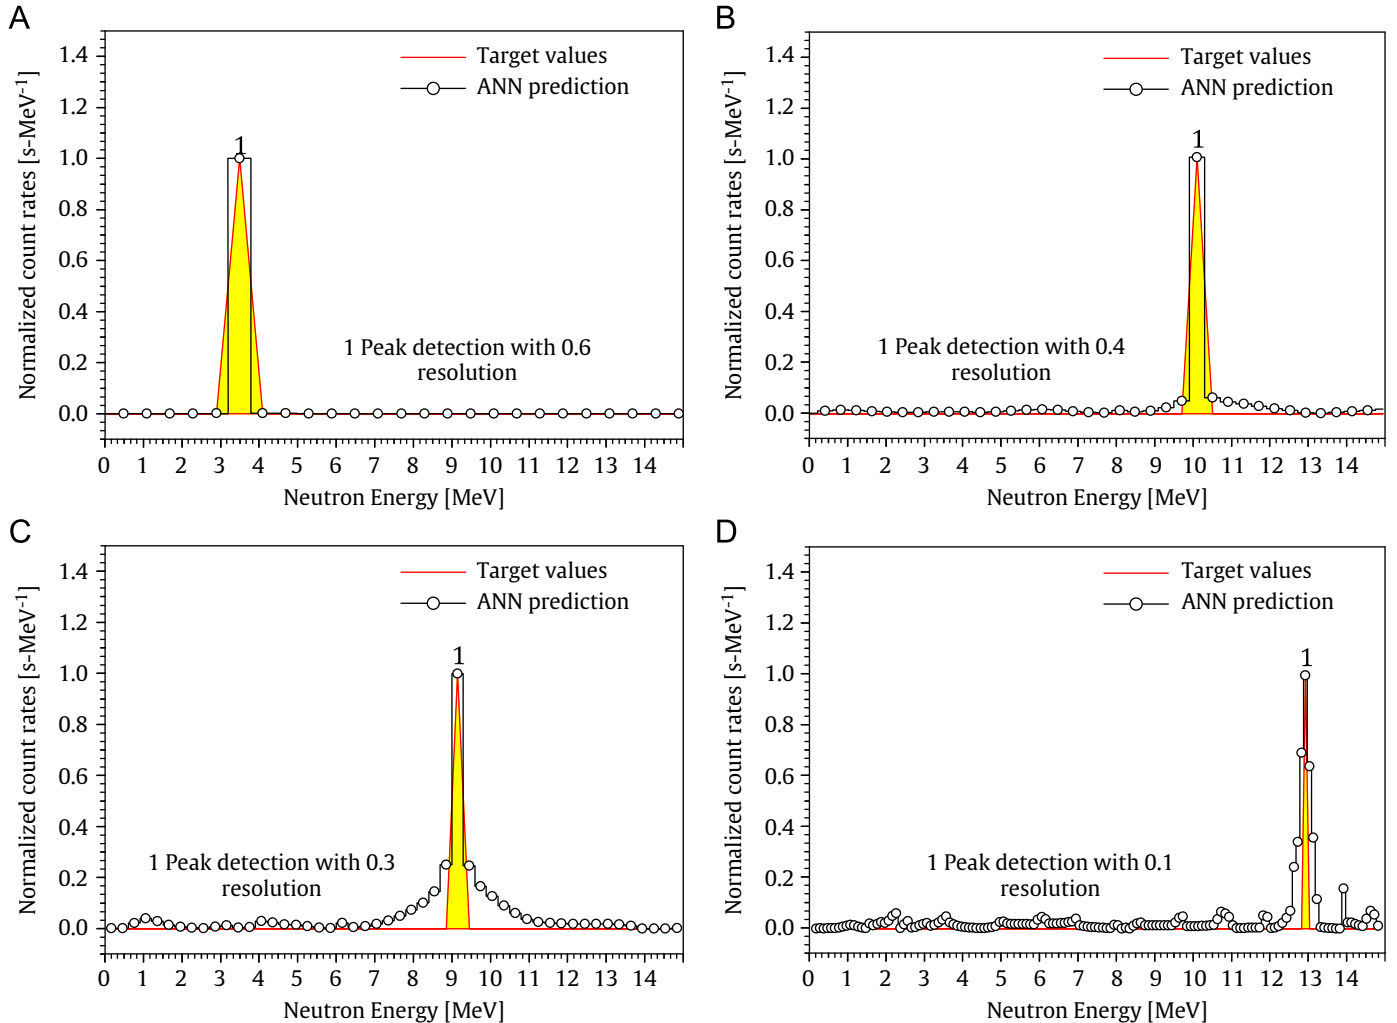 A
Normalized count rates [s-MeV⁻¹]
1.4
1.2
1.0
0.8
0.6
0.4
0.2
0.0
Target values
ANN prediction
1
1 Peak detection with 0.6
resolution
0 1 2 3 4 5 6 7 8 9 10 11 12 13 14
Neutron Energy [MeV]
B
Normalized count rates [s-MeV⁻¹]
1.4
1.2
1.0
0.8
0.6
0.4
0.2
0.0
Target values
ANN prediction
1
1 Peak detection with 0.4
resolution
0 1 2 3 4 5 6 7 8 9 10 11 12 13 14
Neutron Energy [MeV]
C
Normalized count rates [s-MeV⁻¹]
1.4
1.2
1.0
0.8
0.6
0.4
0.2
0.0
Target values
ANN prediction
1
1 Peak detection with 0.3
resolution
0 1 2 3 4 5 6 7 8 9 10 11 12 13 14
Neutron Energy [MeV]
D
Normalized count rates [s-MeV⁻¹]
1.4
1.2
1.0
0.8
0.6
0.4
0.2
0.0
Target values
ANN prediction
1
1 Peak detection with 0.1
resolution
0 1 2 3 4 5 6 7 8 9 10 11 12 13 14
Neutron Energy [MeV]